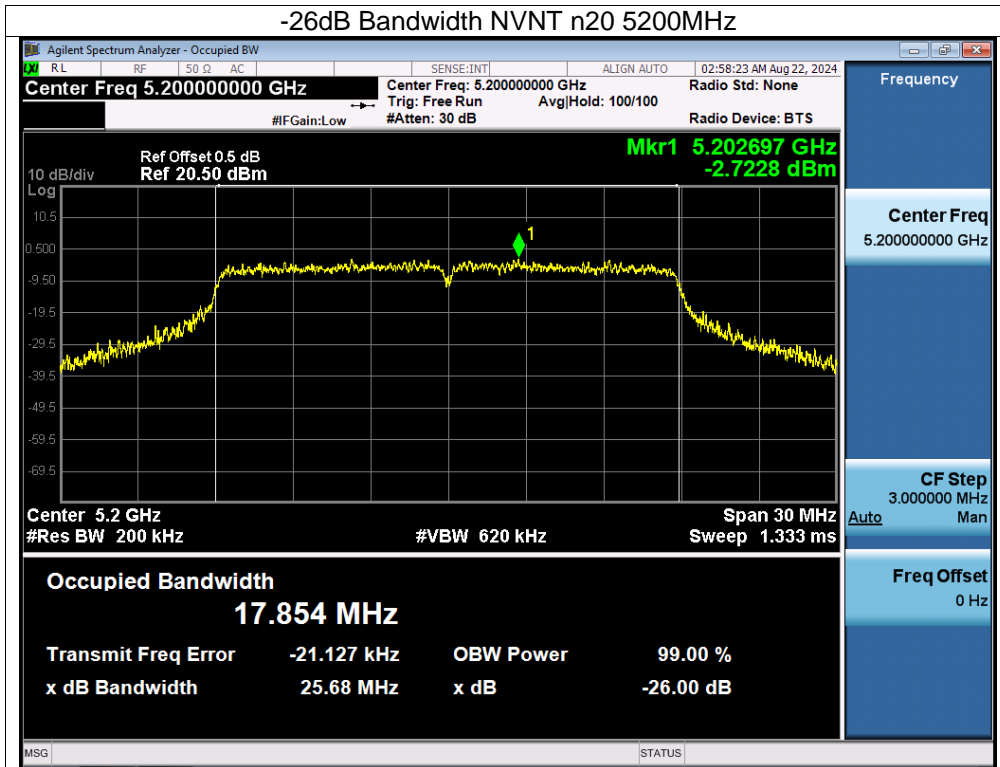 -26dB Bandwidth NVNT n20 5200MHz
Agilent Spectrum Analyzer - Occupied BW
LXI RL RF 50 Ω AC SENSE:INT ALIGN AUTO 02:58:23 AM Aug 22, 2024
Center Freq 5.200000000 GHz Center Freq: 5.200000000 GHz Radio Std: None
Trig: Free Run Avg|Hold: 100/100
#IFGain:Low #Atten: 30 dB Radio Device: BTS
Mkr1 5.202697 GHz
-2.7228 dBm
Ref Offset 0.5 dB
10 dB/div Ref 20.50 dBm
Log
10.5
0.500
-9.50
-19.5
-29.5
-39.5
-49.5
-59.5
-69.5
1
Center 5.2 GHz Span 30 MHz
#Res BW 200 kHz #VBW 620 kHz Sweep 1.333 ms
Occupied Bandwidth
17.854 MHz
Transmit Freq Error -21.127 kHz OBW Power 99.00 %
x dB Bandwidth 25.68 MHz x dB -26.00 dB
Frequency
Center Freq
5.200000000 GHz
CF Step
3.000000 MHz
Auto Man
Freq Offset
0 Hz
MSG STATUS